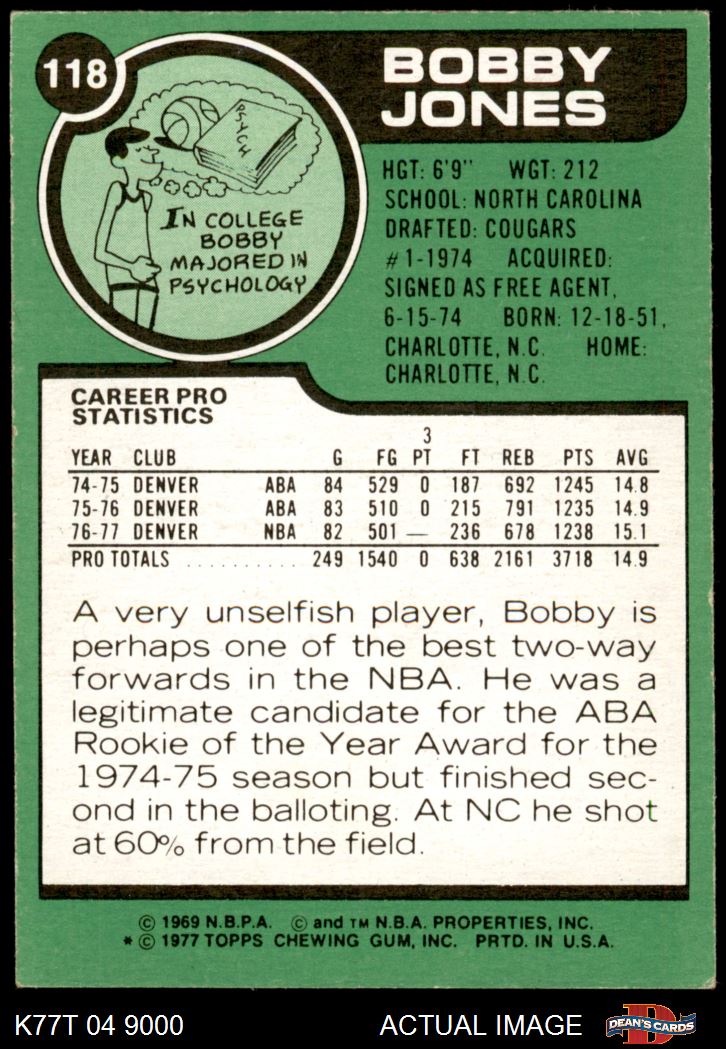 118
BOBBY
JONES
PSYCH
IN COLLEGE
BOBBY
MAJORED IN
PSYCHOLOGY
HGT: 6'9" WGT: 212
SCHOOL: NORTH CAROLINA
DRAFTED: COUGARS
#1-1974 ACQUIRED:
SIGNED AS FREE AGENT,
6-15-74 BORN: 12-18-51,
CHARLOTTE, N.C. HOME:
CHARLOTTE, N.C.
CAREER PRO
STATISTICS
3
YEAR CLUB G FG PT FT REB PTS AVG
74-75 DENVER ABA 84 529 0 187 692 1245 14.8
75-76 DENVER ABA 83 510 0 215 791 1235 14.9
76-77 DENVER NBA 82 501 — 236 678 1238 15.1
PRO TOTALS .......... 249 1540 0 638 2161 3718 14.9
A very unselfish player, Bobby is
perhaps one of the best two-way
forwards in the NBA. He was a
legitimate candidate for the ABA
Rookie of the Year Award for the
1974-75 season but finished sec-
ond in the balloting. At NC he shot
at 60% from the field.
© 1969 N.B.P.A. © and TM N.B.A. PROPERTIES, INC.
* © 1977 TOPPS CHEWING GUM, INC. PRTD. IN U.S.A.
K77T 04 9000 ACTUAL IMAGE D DEAN'S CARDS